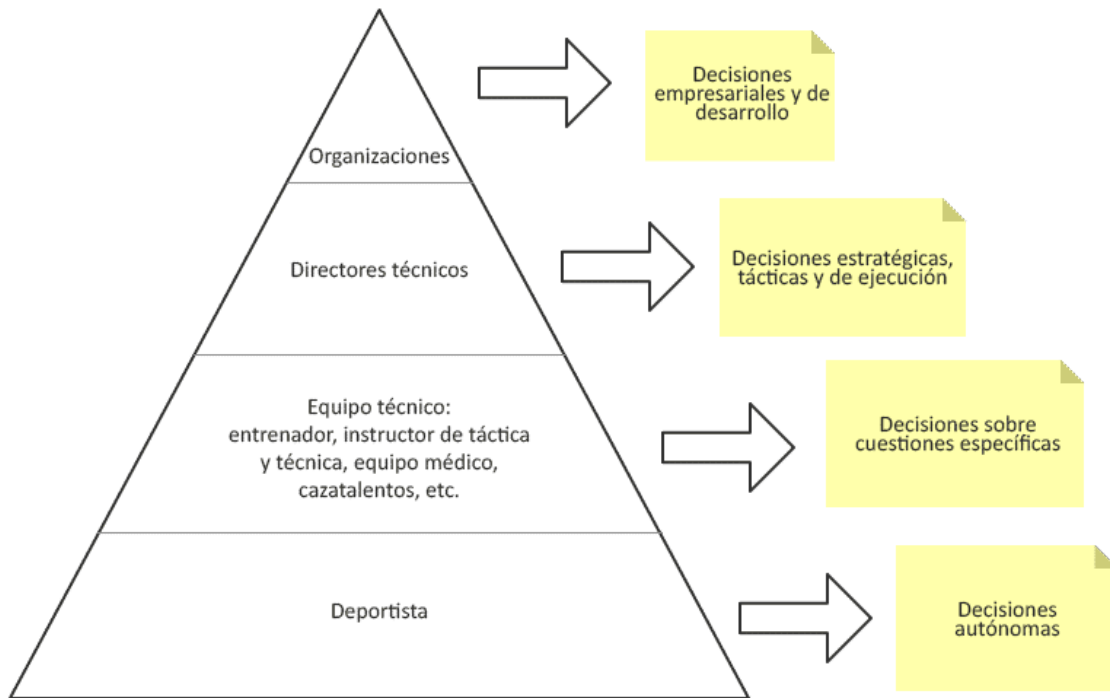 Decisiones
empresariales y de
desarrollo
Organizaciones
Directores técnicos
Decisiones estratégicas,
tácticas y de ejecución
Equipo técnico:
entrenador, instructor de táctica
y técnica, equipo médico,
cazatalentos, etc.
Decisiones sobre
cuestiones específicas
Deportista
Decisiones
autónomas